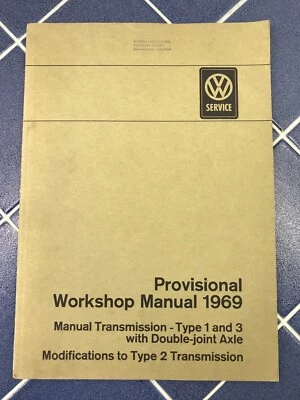 VW
SERVICE
Provisional
Workshop Manual 1969
Manual Transmission - Type 1 and 3
with Double-joint Axle
Modifications to Type 2 Transmission